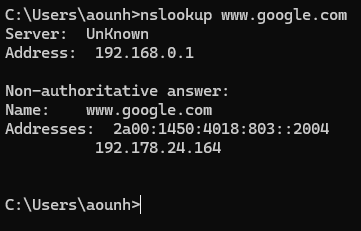 C:\Users\aounh>nslookup www.google.com
Server:  UnKnown
Address:  192.168.0.1

Non-authoritative answer:
Name:    www.google.com
Addresses:  2a00:1450:4018:803::2004
          192.178.24.164

C:\Users\aounh>